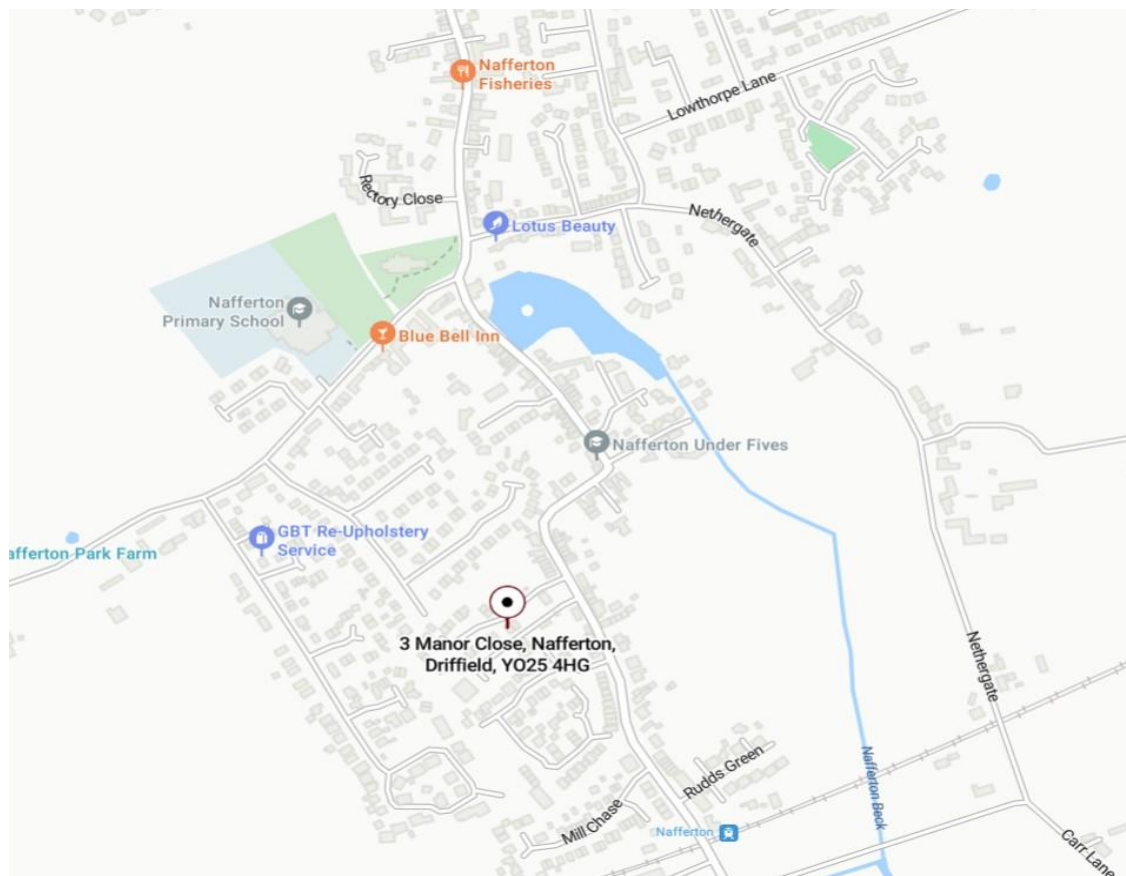 Nafferton
Fisheries
Lowthorpe Lane
Rectory Close
Nethergate
Lotus Beauty
Nafferton
Primary School
Blue Bell Inn
Nafferton Under Fives
GBT Re-Upholstery
Service
afferton Park Farm
3 Manor Close, Nafferton,
Driffield, YO25 4HG
Nethergate
Rudds Green
Nafferton Beck
Mill Chase
Nafferton
Carr Lane